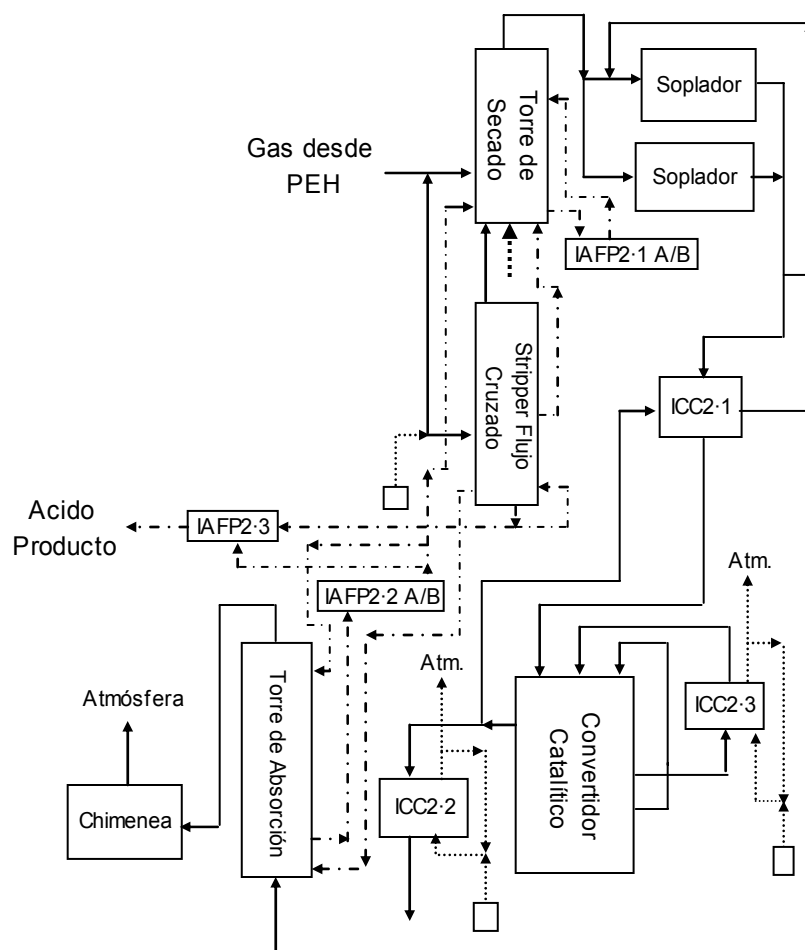 Torre de
Secado
Soplador
Soplador
Gas desde
PEH
IAFP2·1 A/B
Stripper Flujo
Cruzado
ICC2·1
Acido
Producto
IAFP2·3
IAFP2·2 A/B
Atm.
Atm.
Atmósfera
Torre de Absorción
Convertidor
Catalítico
ICC2·3
ICC2·2
Chimenea